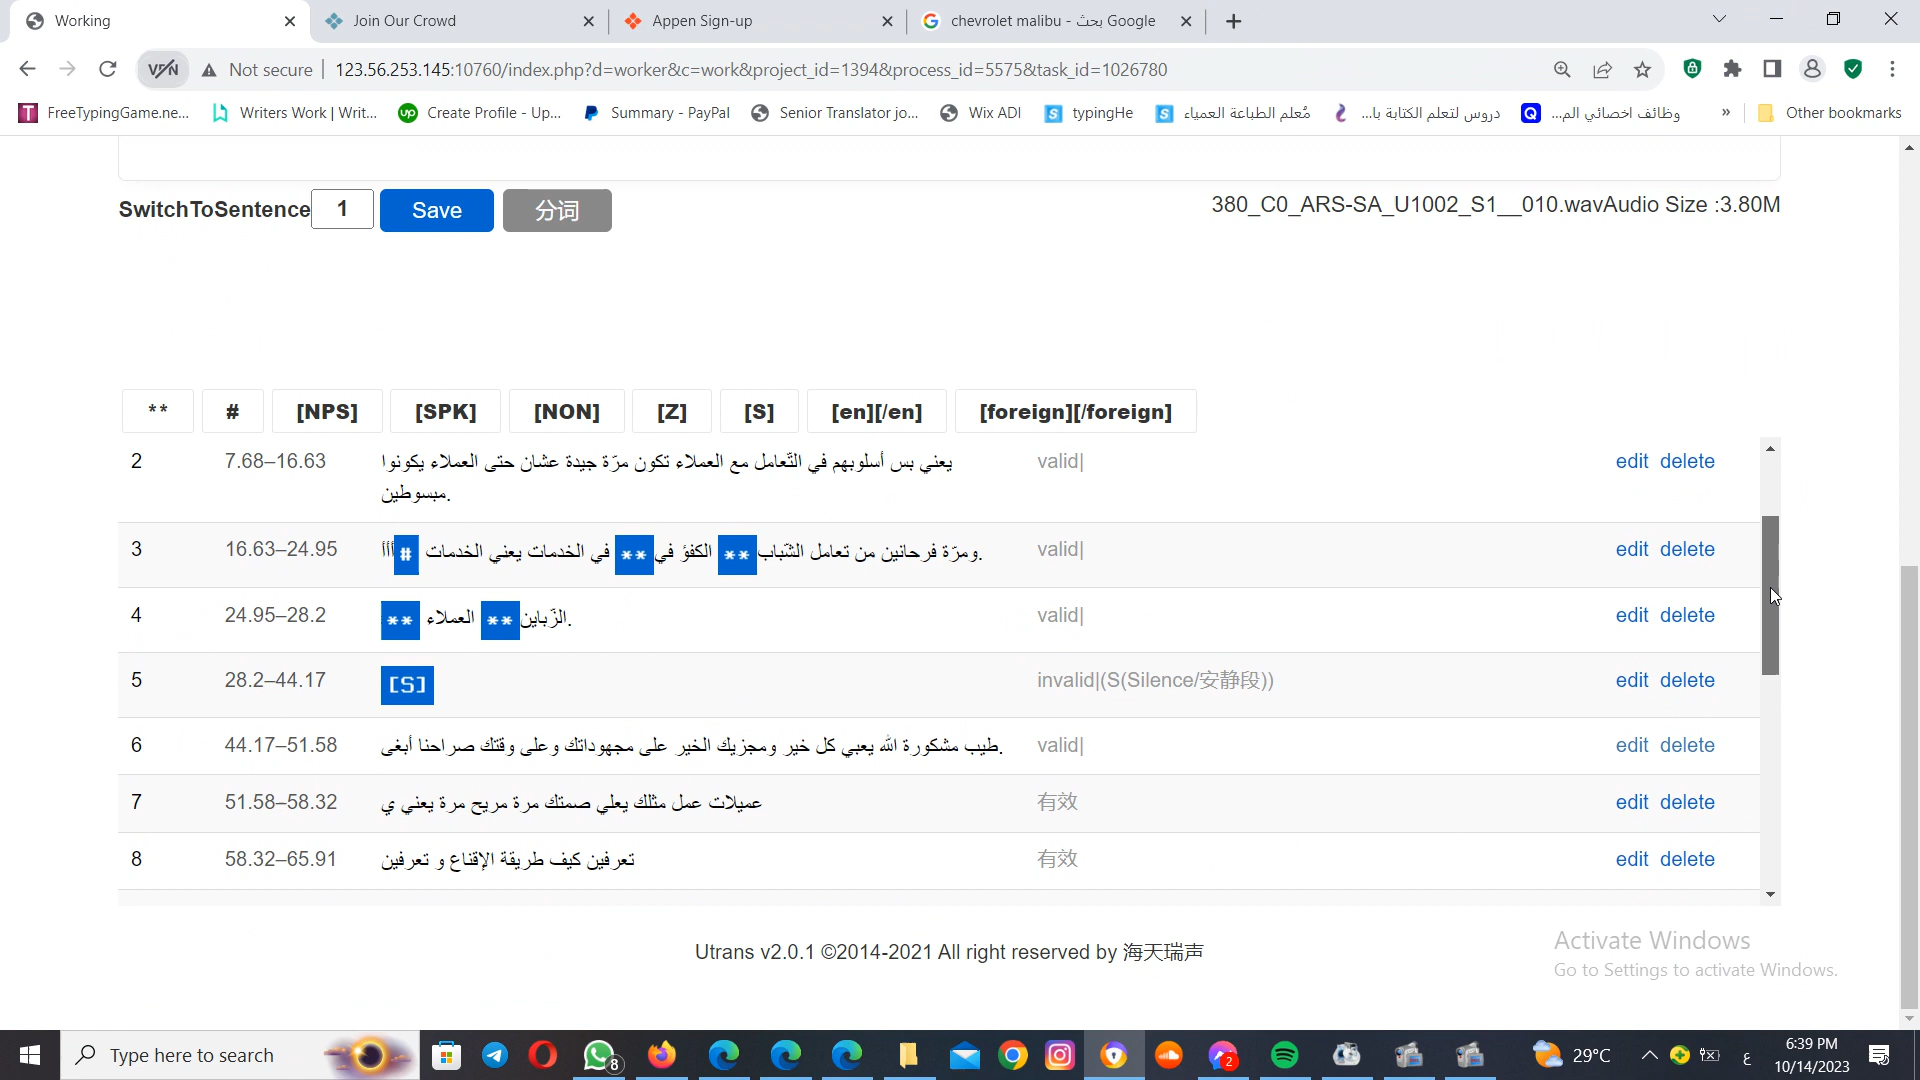 Working
Join Our Crowd
Appen Sign-up
chevrolet malibu - بحث Google
Not secure
123.56.253.145:10760/index.php?d=worker&c=work&project_id=1394&process_id=5575&task_id=1026780
FreeTypingGame.ne...
Writers Work | Writ...
Create Profile - Up...
Summary - PayPal
Senior Translator jo...
Wix ADI
typingHe
مُعلم الطباعة العمياء
دروس لتعلم الكتابة با...
وظائف اخصائي الم...
»
Other bookmarks
SwitchToSentence 1 Save 分词
380_C0_ARS-SA_U1002_S1__010.wavAudio Size :3.80M
** # [NPS] [SPK] [NON] [Z] [S] [en][/en] [foreign][/foreign]
2 7.68–16.63 يعني بس أسلوبهم في التّعامل مع العملاء تكون مرّة جيدة عشان حتى العملاء يكونوا valid| edit delete
مبسوطين.
3 16.63–24.95 أأأ # ومرّة فرحانين من تعامل الشّباب ** الكفؤ في ** في الخدمات يعني الخدمات. valid| edit delete
4 24.95–28.2 ** العملاء ** الزّباين. valid| edit delete
5 28.2–44.17 [S] invalid|(S(Silence/安静段)) edit delete
6 44.17–51.58 طيب مشكورة الله يعبي كل خير ومجزيك الخير على مجهوداتك وعلى وقتك صراحنا أبغى. valid| edit delete
7 51.58–58.32 عميلات عمل مثلك يعلي صمتك مرة مريح مرة يعني ي 有效 edit delete
8 58.32–65.91 تعرفين كيف طريقة الإقناع و تعرفين 有效 edit delete
Utrans v2.0.1 ©2014-2021 All right reserved by 海天瑞声
Activate Windows
Go to Settings to activate Windows.
Type here to search
8
2
29°C
ع
6:39 PM
10/14/2023